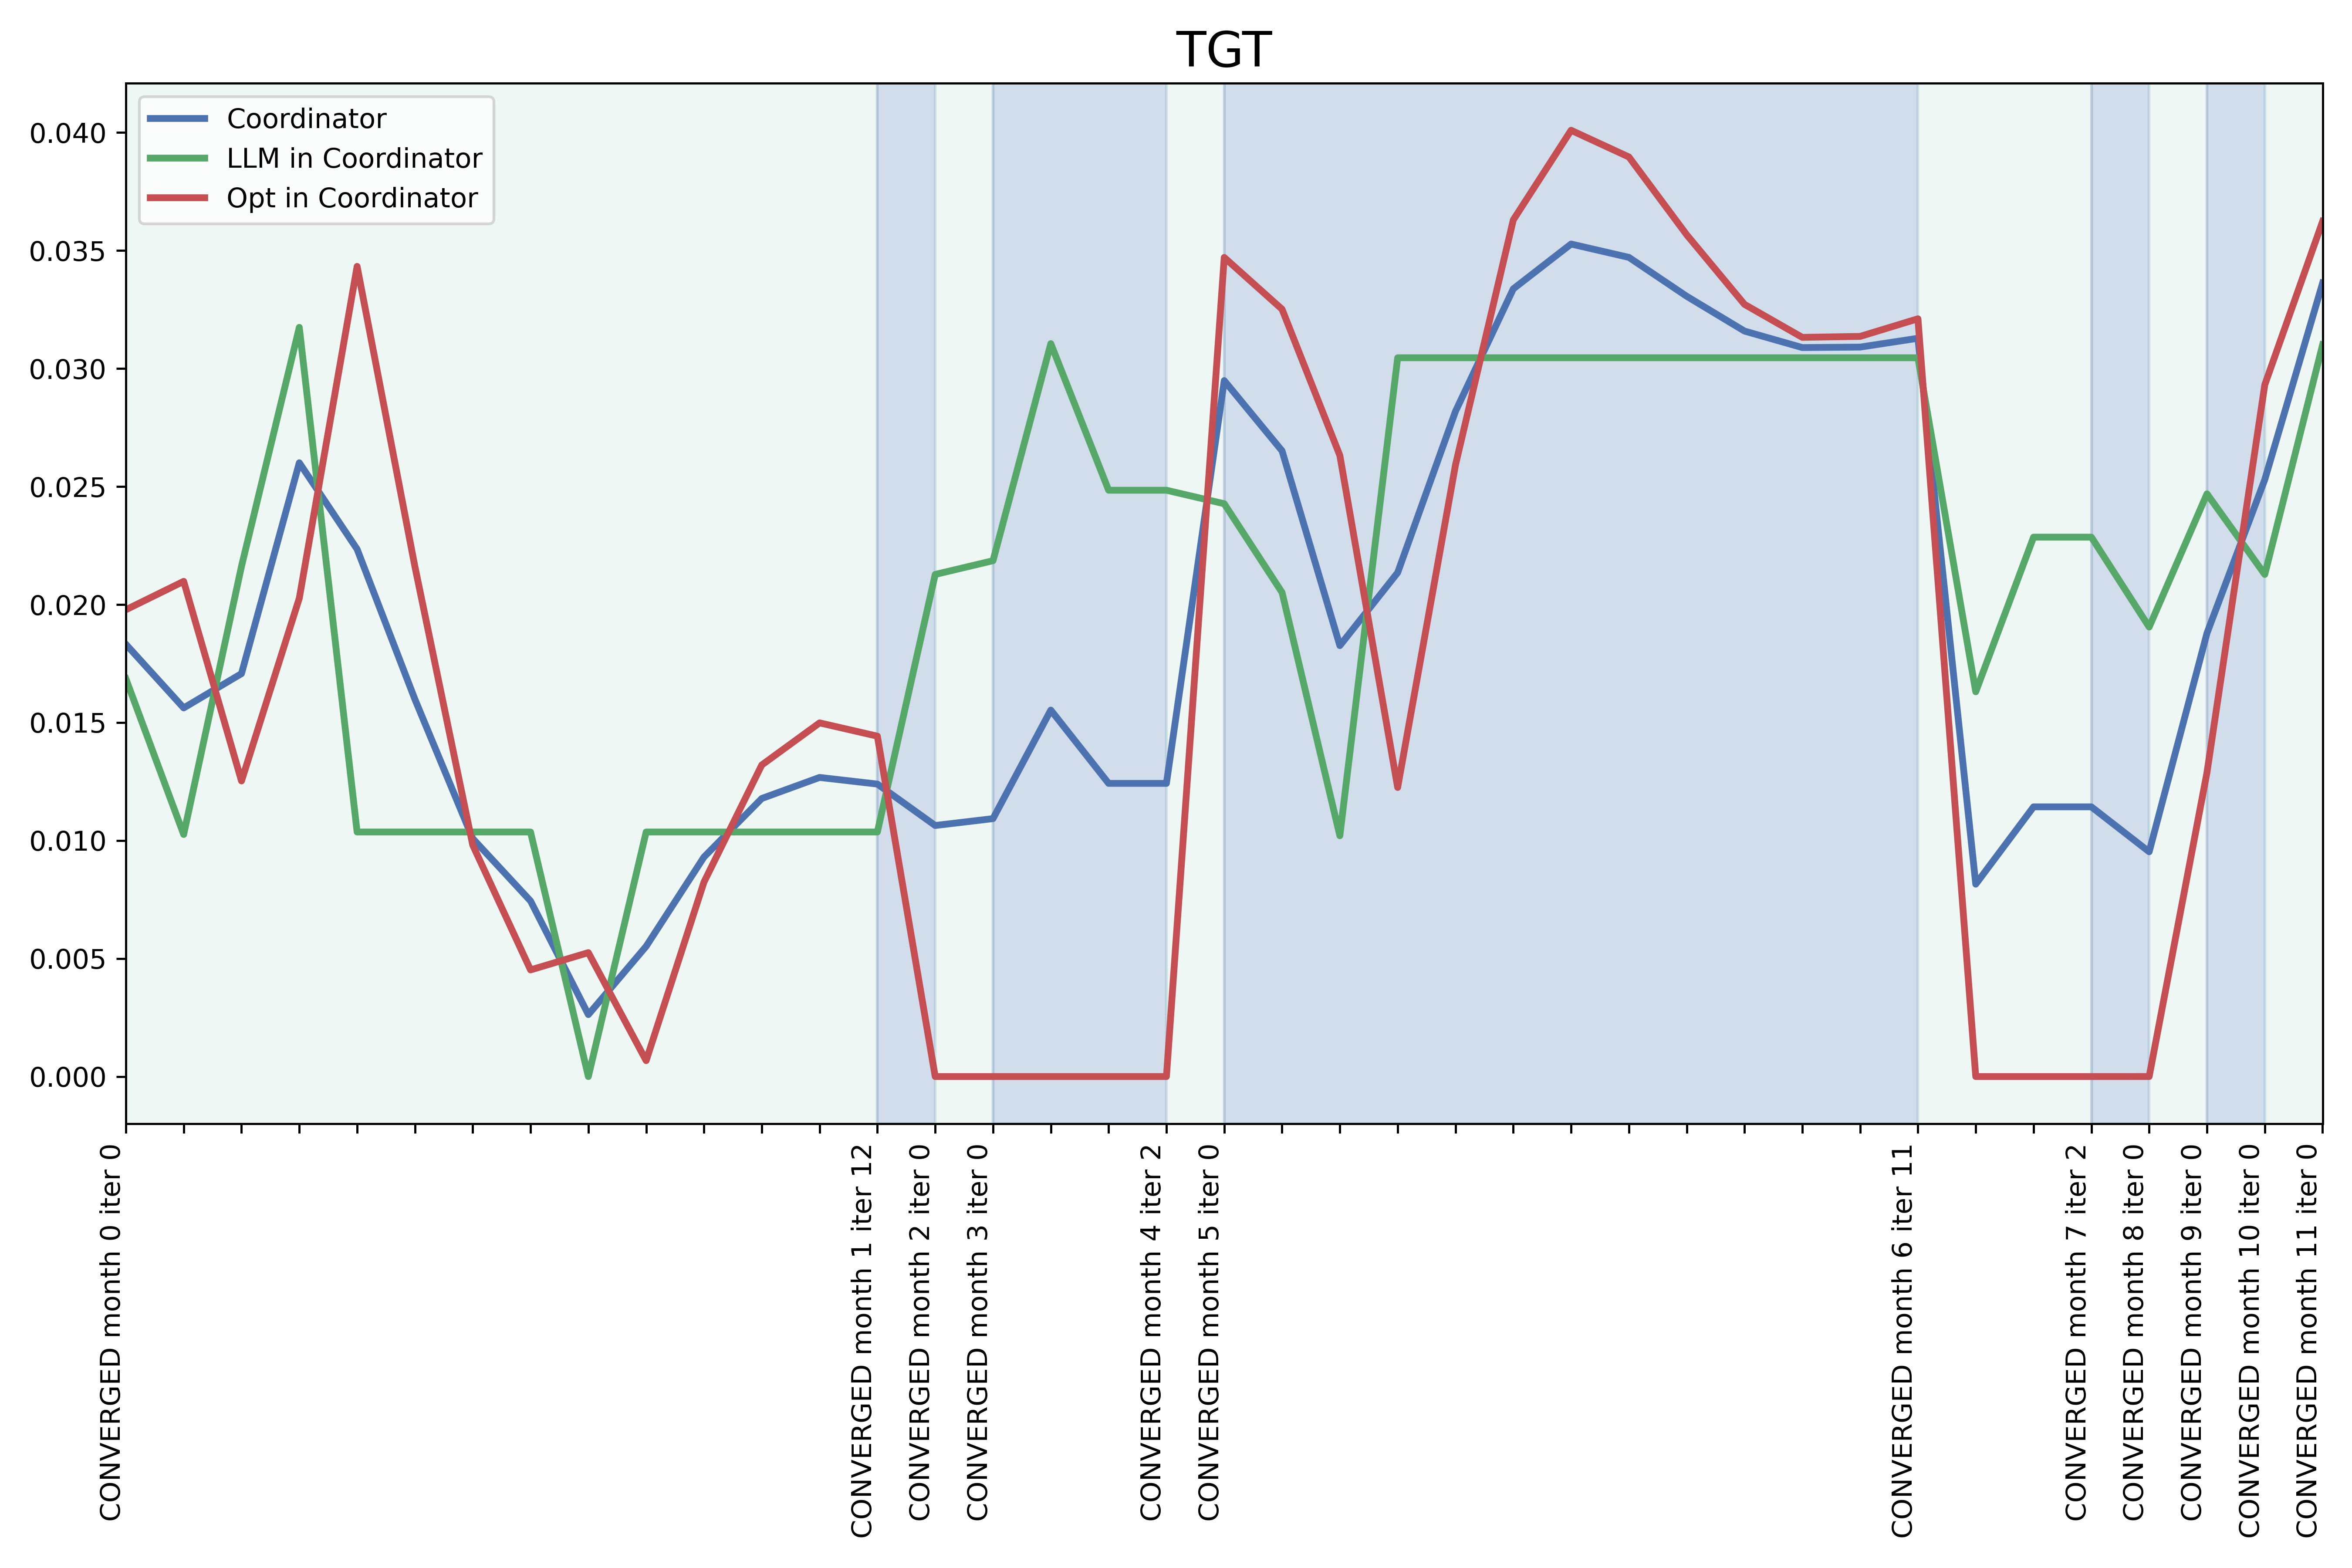 TGT
Coordinator
LLM in Coordinator
Opt in Coordinator
0.040
0.035
0.030
0.025
0.020
0.015
0.010
0.005
0.000
CONVERGED month 0 iter 0
CONVERGED month 1 iter 12
CONVERGED month 2 iter 0
CONVERGED month 3 iter 0
CONVERGED month 4 iter 2
CONVERGED month 5 iter 0
CONVERGED month 6 iter 11
CONVERGED month 7 iter 2
CONVERGED month 8 iter 0
CONVERGED month 9 iter 0
CONVERGED month 10 iter 0
CONVERGED month 11 iter 0